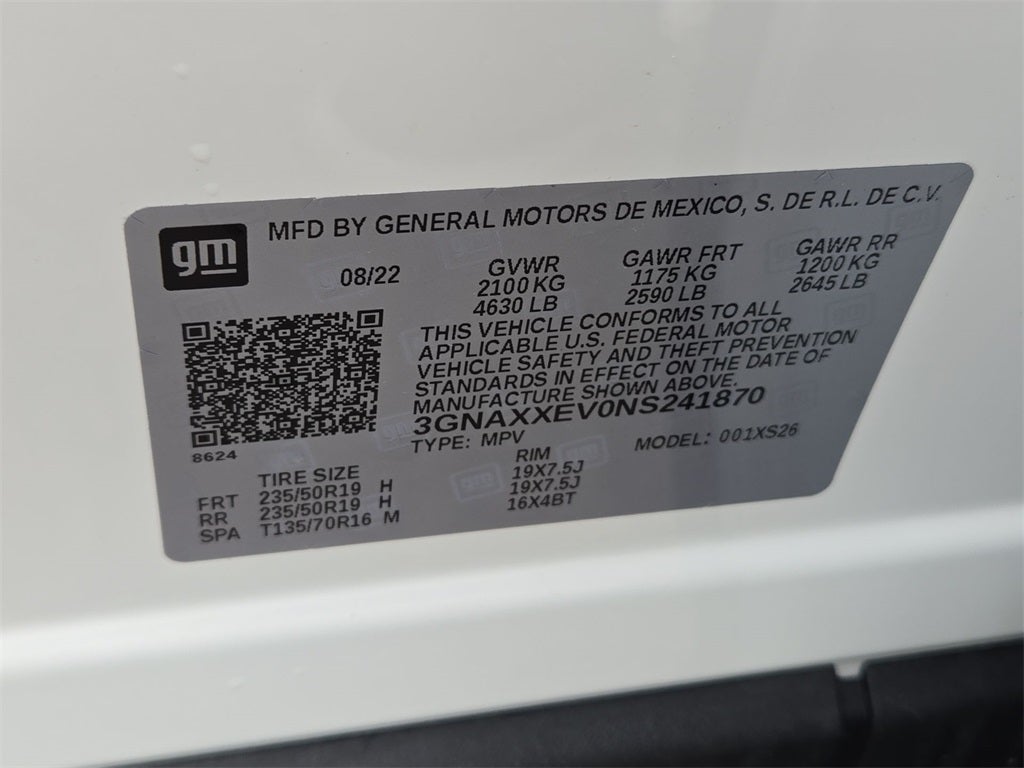 gm
MFD BY GENERAL MOTORS DE MEXICO, S. DE R.L. DE C.V.
08/22 GVWR GAWR FRT GAWR RR
2100 KG 1175 KG 1200 KG
4630 LB 2590 LB 2645 LB
THIS VEHICLE CONFORMS TO ALL
APPLICABLE U.S. FEDERAL MOTOR
VEHICLE SAFETY AND THEFT PREVENTION
STANDARDS IN EFFECT ON THE DATE OF
MANUFACTURE SHOWN ABOVE.
3GNAXXEV0NS241870
TYPE: MPV MODEL: 001XS26
8624
TIRE SIZE RIM
FRT 235/50R19 H 19X7.5J
RR 235/50R19 H 19X7.5J
SPA T135/70R16 M 16X4BT